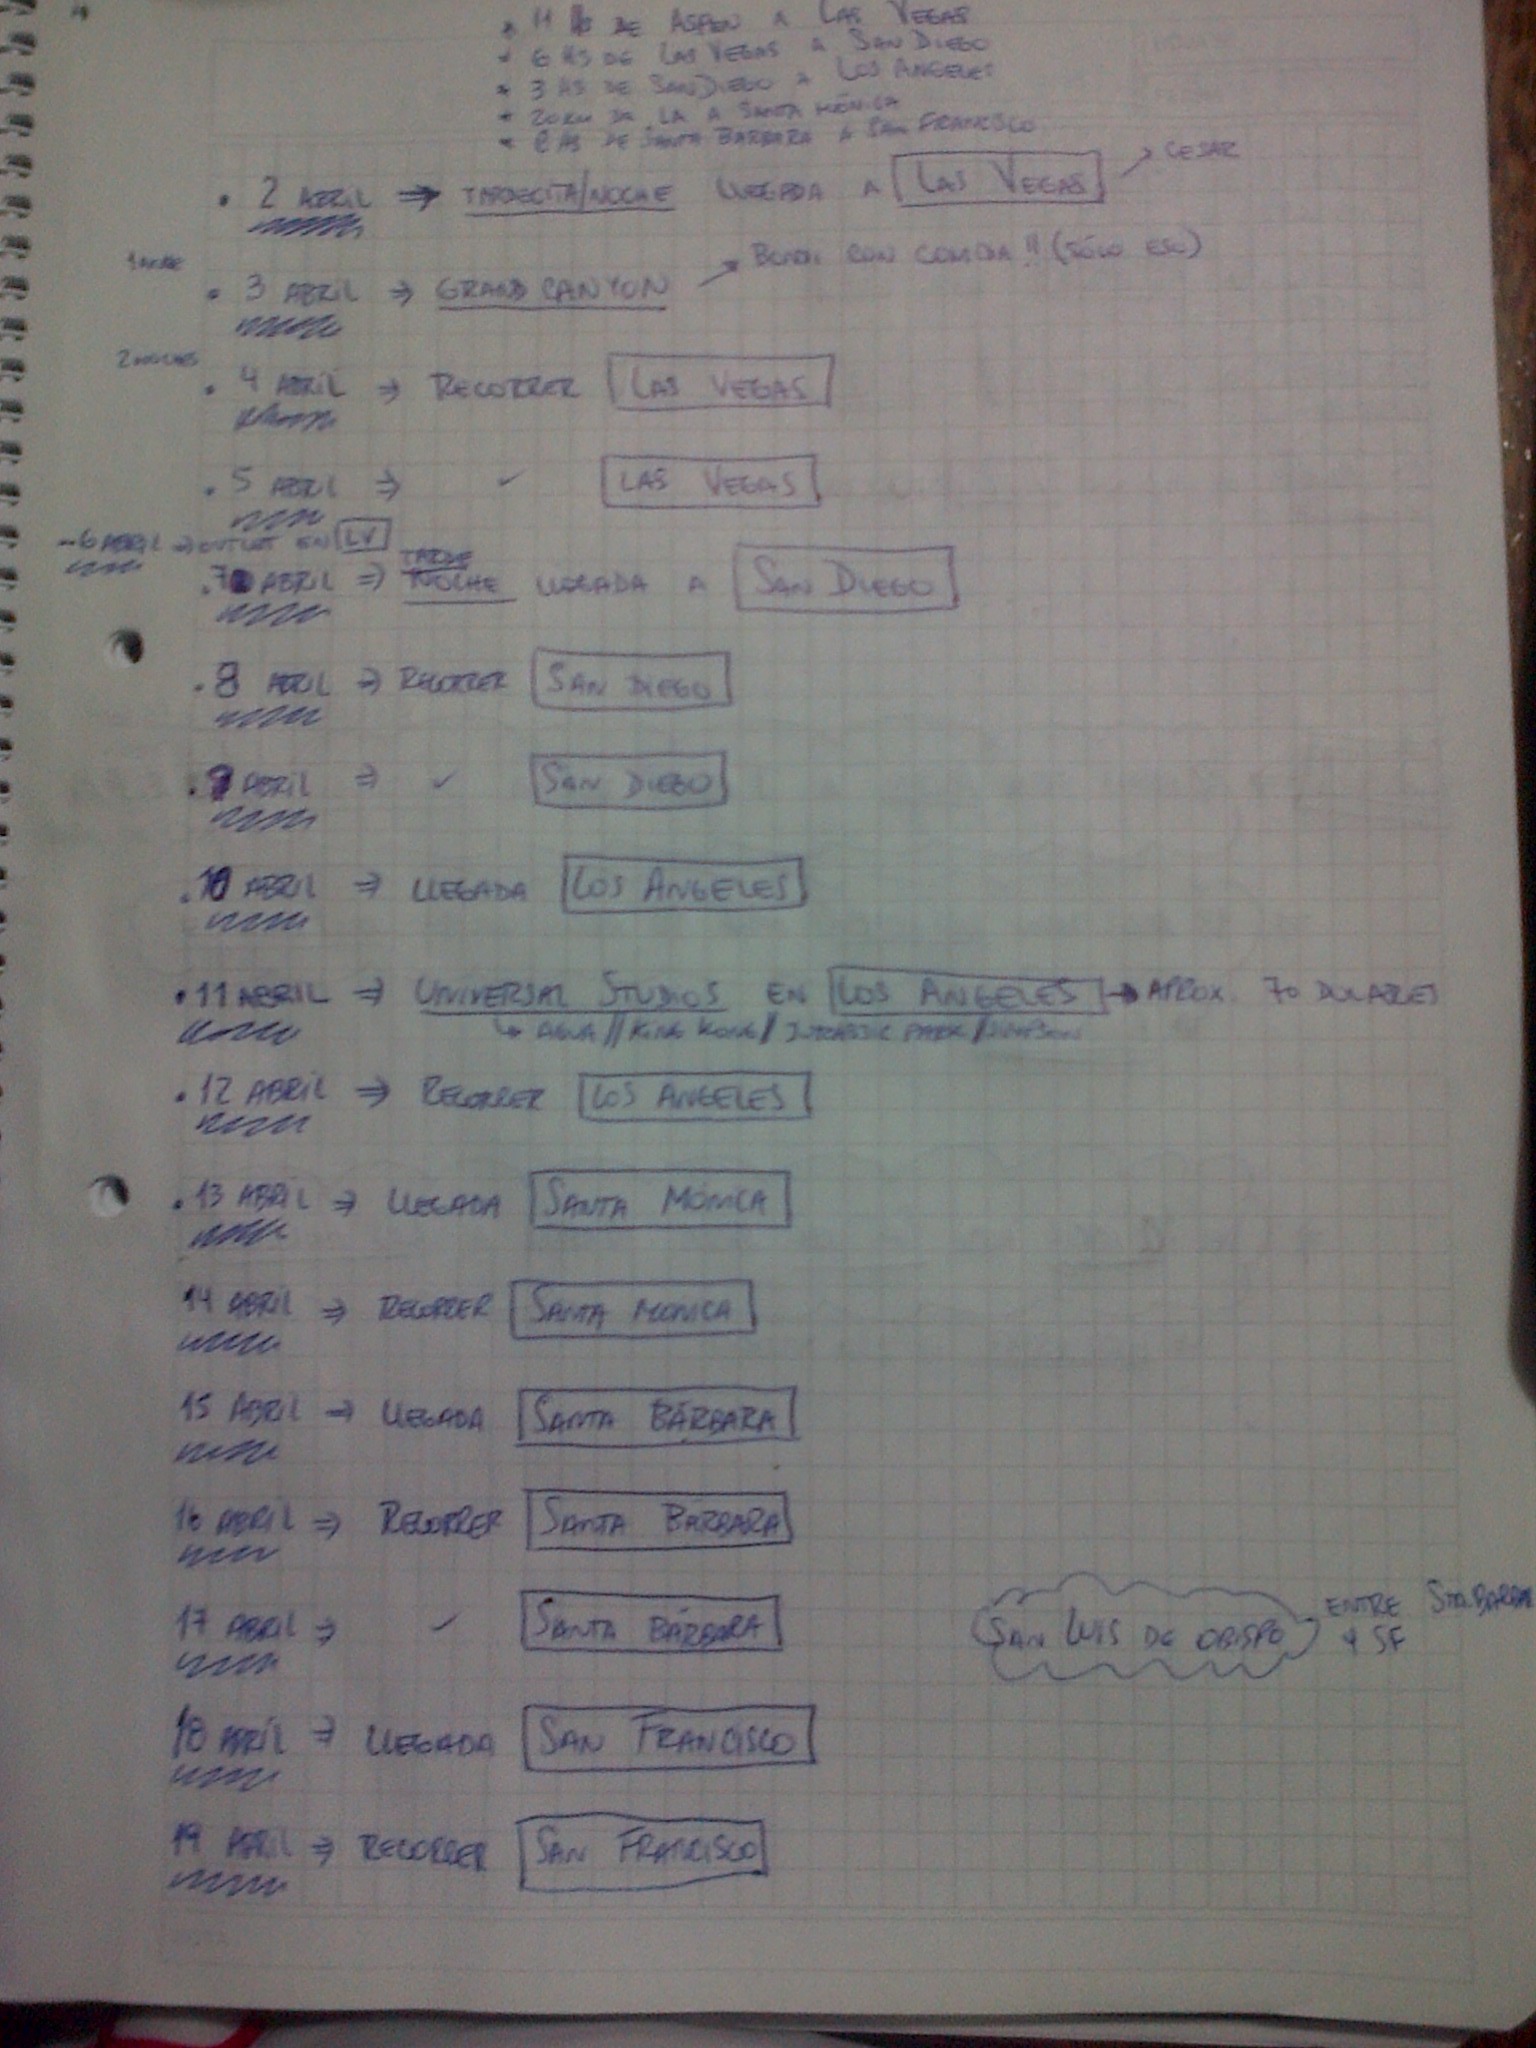 * 11 hs DE ASPEN A LAS VEGAS
* 6 HS DE LAS VEGAS A SAN DIEGO
* 3 HS DE SAN DIEGO A LOS ANGELES
* 20 KM DE LA A SANTA MÓNICA
* 8 HS DE SANTA BARBARA A SAN FRANCISCO
• 2 ABRIL ⇒ TARDECITA/NOCHE LLEGADA A LAS VEGAS → CESAR
• 3 ABRIL ⇒ GRAND CANYON → CON COMIDA!! (SÓLO ESO)
2 NOCHES
• 4 ABRIL ⇒ RECORRER LAS VEGAS
• 5 ABRIL ⇒ ✓ LAS VEGAS
- 6 ABRIL ⇒ OUTLET EN LV
• 7 ABRIL ⇒ TARDE NOCHE LLEGADA A SAN DIEGO
• 8 ABRIL ⇒ RECORRER SAN DIEGO
• 9 ABRIL ⇒ ✓ SAN DIEGO
• 10 ABRIL ⇒ LLEGADA LOS ANGELES
• 11 ABRIL ⇒ UNIVERSAL STUDIOS EN LOS ANGELES → APROX. 70 DOLARES
↳ AGUA // KING KONG // JURASSIC PARK //
• 12 ABRIL ⇒ RECORRER LOS ANGELES
• 13 ABRIL ⇒ LLEGADA SANTA MÓNICA
14 ABRIL ⇒ RECORRER SANTA MONICA
15 ABRIL ⇒ LLEGADA SANTA BÁRBARA
16 ABRIL ⇒ RECORRER SANTA BÁRBARA
17 ABRIL ⇒ ✓ SANTA BÁRBARA
SAN LUIS DE OBISPO → ENTRE STA. BARBARA
Y SF
18 ABRIL ⇒ LLEGADA SAN FRANCISCO
19 ABRIL ⇒ RECORRER SAN FRANCISCO